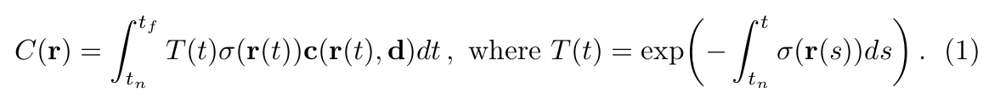 C(𝐫) = ∫_{t_n}^{t_f} T(t)σ(𝐫(t))𝐜(𝐫(t), 𝐝)dt , where T(t) = exp(−∫_{t_n}^{t} σ(𝐫(s))ds) . (1)